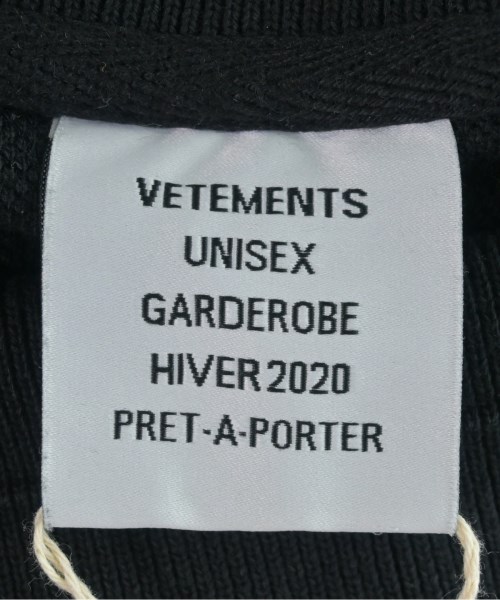 VETEMENTS
UNISEX
GARDEROBE
HIVER 2020
PRET-A-PORTER